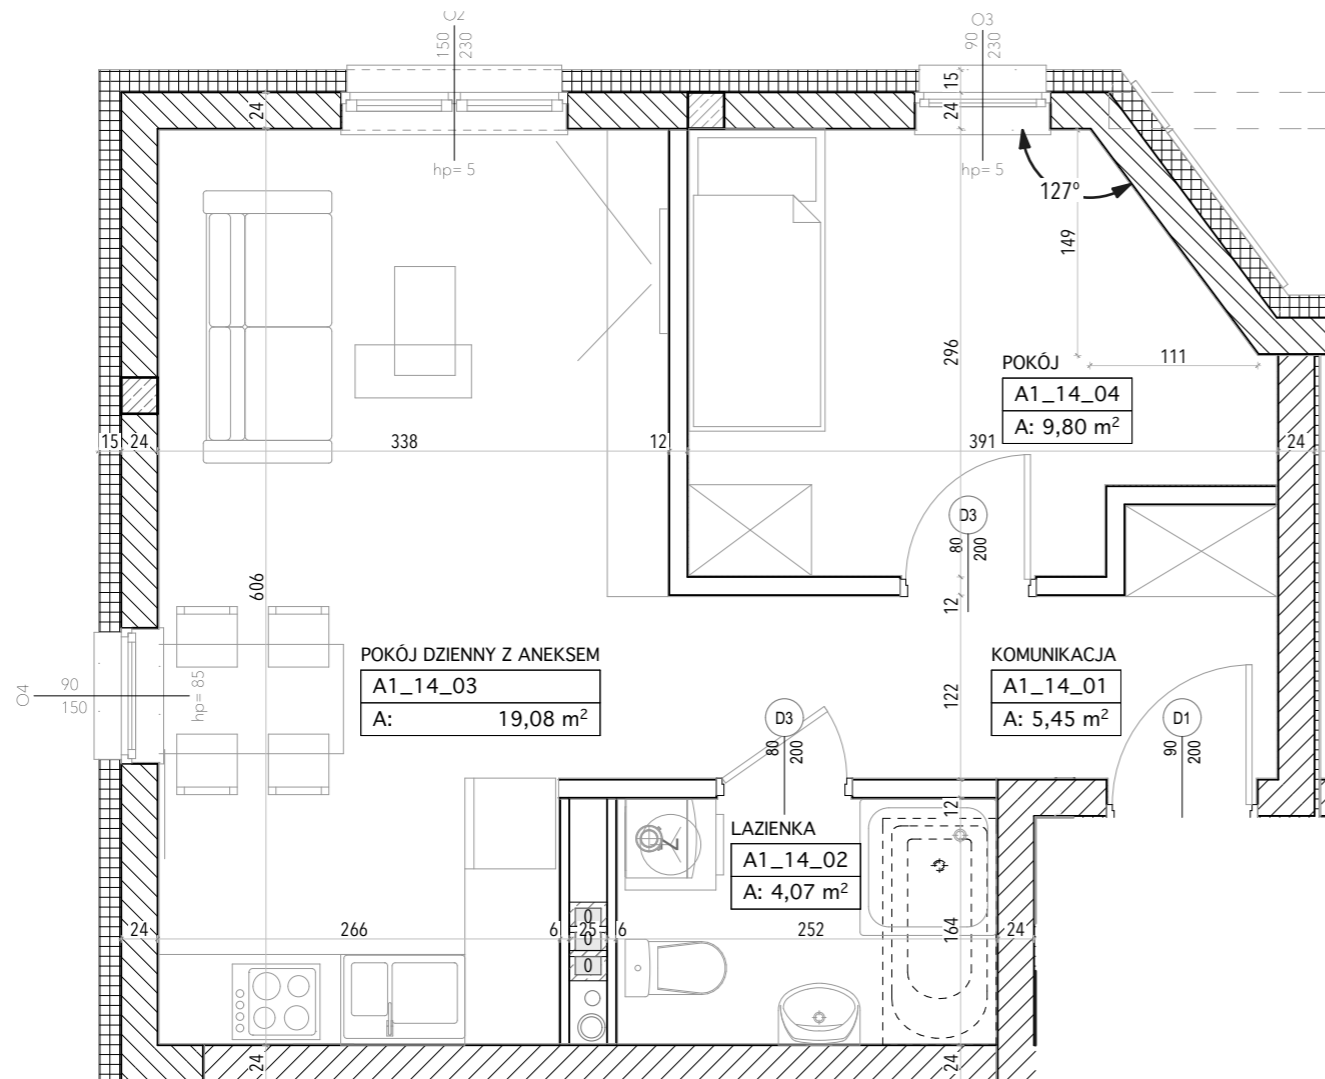 O2
150
230
O3
90
230
15
24
24
hp= 5
hp= 5
127°
149
296
111
POKÓJ
A1_14_04
A: 9,80 m²
15
24
338
12
391
24
D3
80
200
606
12
POKÓJ DZIENNY Z ANEKSEM
A1_14_03
A: 19,08 m²
KOMUNIKACJA
A1_14_01
A: 5,45 m²
O4
90
150
hp= 85
122
D3
80
200
D1
90
200
12
LAZIENKA
A1_14_02
A: 4,07 m²
24
266
6
25
6
252
164
24
0
0
0
24
24